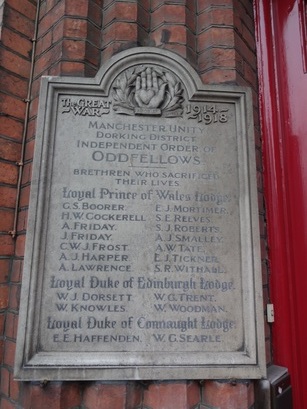 The Great War 1914-1918
Manchester Unity
Dorking District
Independent Order of
Oddfellows
Brethren who sacrificed
their lives
Loyal Prince of Wales Lodge.
G.S. Boorer. E.J. Mortimer.
H.W. Cockerell. S.E. Reeves.
A. Friday. S.J. Roberts.
J. Friday. A.J. Smalley.
C.W.J. Frost. A.W. Tate.
A.J. Harper. E.J. Tickner.
A. Lawrence. S.R. Withall.
Loyal Duke of Edinburgh Lodge.
W.J. Dorsett. W.G. Trent.
W. Knowles. W. Woodman.
Loyal Duke of Connaught Lodge:
E.E. Haffenden. W.G. Searle.